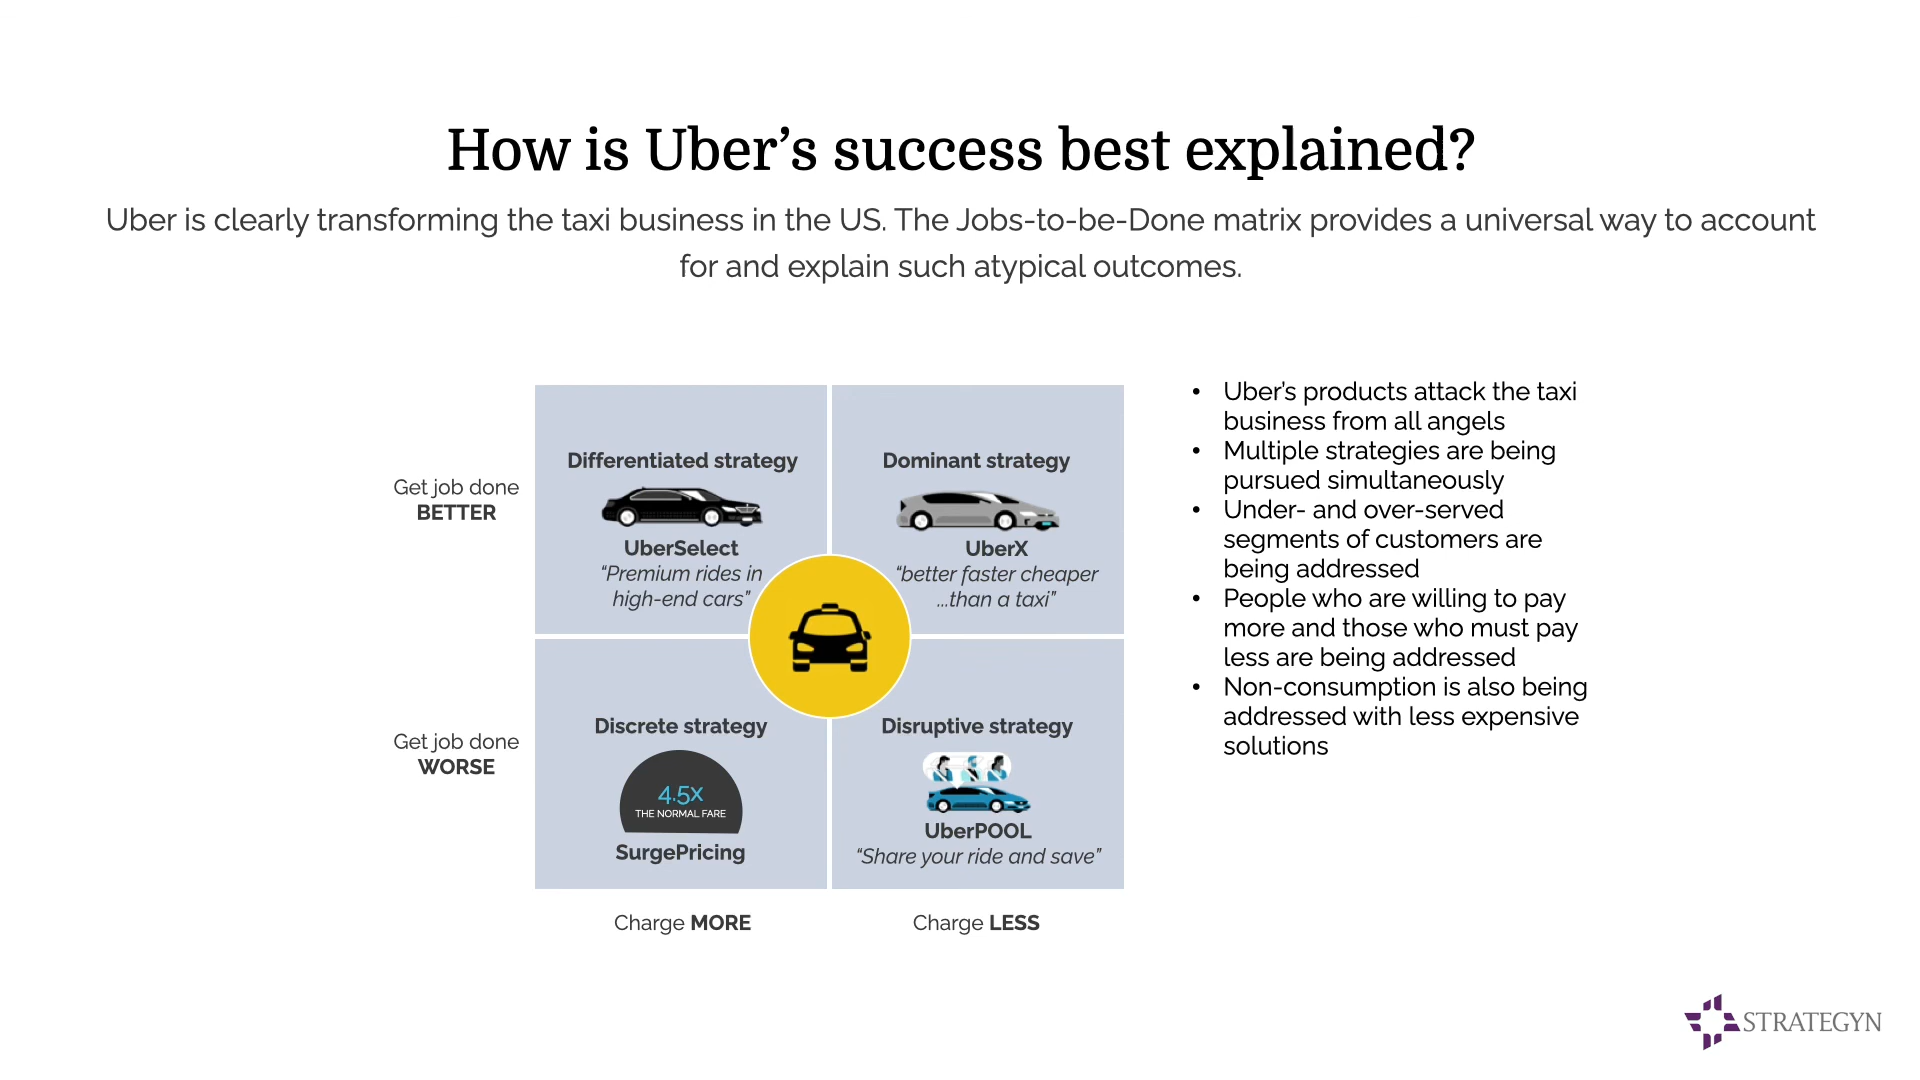 How is Uber’s success best explained?
Uber is clearly transforming the taxi business in the US. The Jobs-to-be-Done matrix provides a universal way to account
for and explain such atypical outcomes.
Get job done
BETTER
Differentiated strategy
UberSelect
“Premium rides in
high-end cars”
Dominant strategy
UberX
“better faster cheaper
...than a taxi”
Get job done
WORSE
Discrete strategy
4.5x
THE NORMAL FARE
SurgePricing
Disruptive strategy
UberPOOL
“Share your ride and save”
Charge MORE
Charge LESS
• Uber’s products attack the taxi
business from all angels
• Multiple strategies are being
pursued simultaneously
• Under- and over-served
segments of customers are
being addressed
• People who are willing to pay
more and those who must pay
less are being addressed
• Non-consumption is also being
addressed with less expensive
solutions
STRATEGYN